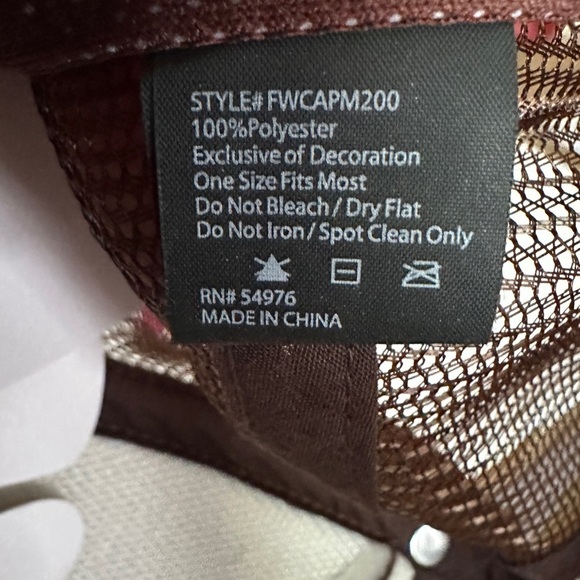 STYLE# FWCAPM200
100%Polyester
Exclusive of Decoration
One Size Fits Most
Do Not Bleach / Dry Flat
Do Not Iron / Spot Clean Only
RN# 54976
MADE IN CHINA